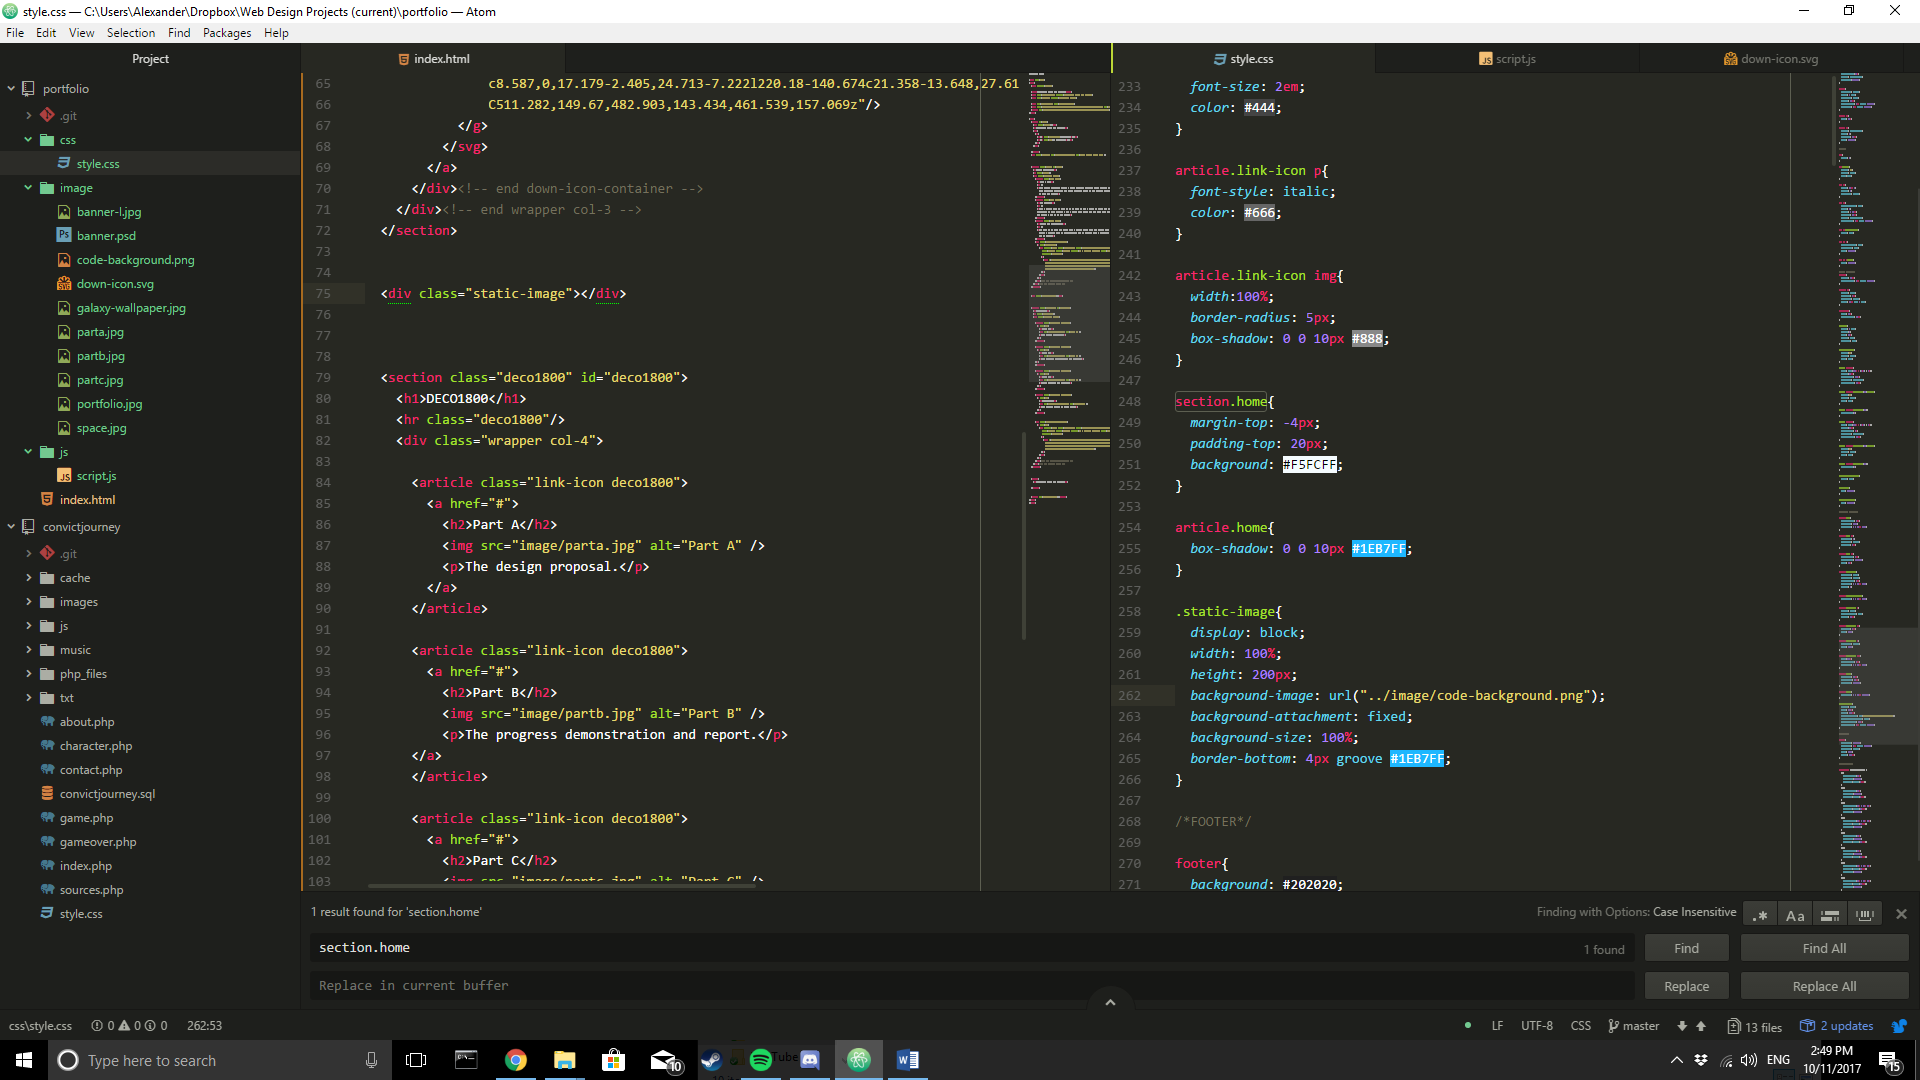 style.css — C:\Users\Alexander\Dropbox\Web Design Projects (current)\portfolio — Atom
File Edit View Selection Find Packages Help
Project
portfolio
.git
css
style.css
image
banner-l.jpg
banner.psd
code-background.png
down-icon.svg
galaxy-wallpaper.jpg
parta.jpg
partb.jpg
partc.jpg
portfolio.jpg
space.jpg
js
script.js
index.html
convictjourney
.git
cache
images
js
music
php_files
txt
about.php
character.php
contact.php
convictjourney.sql
game.php
gameover.php
index.php
sources.php
style.css
index.html
65 c8.587,0,17.179-2.405,24.713-7.222l220.18-140.674c21.358-13.648,27.61
66 C511.282,149.67,482.903,143.434,461.539,157.069z"/>
67 </g>
68 </svg>
69 </a>
70 </div><!-- end down-icon-container -->
71 </div><!-- end wrapper col-3 -->
72 </section>
73
74
75 <div class="static-image"></div>
76
77
78
79 <section class="deco1800" id="deco1800">
80 <h1>DECO1800</h1>
81 <hr class="deco1800"/>
82 <div class="wrapper col-4">
83
84 <article class="link-icon deco1800">
85 <a href="#">
86 <h2>Part A</h2>
87 <img src="image/parta.jpg" alt="Part A" />
88 <p>The design proposal.</p>
89 </a>
90 </article>
91
92 <article class="link-icon deco1800">
93 <a href="#">
94 <h2>Part B</h2>
95 <img src="image/partb.jpg" alt="Part B" />
96 <p>The progress demonstration and report.</p>
97 </a>
98 </article>
99
100 <article class="link-icon deco1800">
101 <a href="#">
102 <h2>Part C</h2>
103 <img src="image/partc.jpg" alt="Part C" />
style.css script.js down-icon.svg
233 font-size: 2em;
234 color: #444;
235 }
236
237 article.link-icon p{
238 font-style: italic;
239 color: #666;
240 }
241
242 article.link-icon img{
243 width:100%;
244 border-radius: 5px;
245 box-shadow: 0 0 10px #888;
246 }
247
248 section.home{
249 margin-top: -4px;
250 padding-top: 20px;
251 background: #F5FCFF;
252 }
253
254 article.home{
255 box-shadow: 0 0 10px #1EB7FF;
256 }
257
258 .static-image{
259 display: block;
260 width: 100%;
261 height: 200px;
262 background-image: url("../image/code-background.png");
263 background-attachment: fixed;
264 background-size: 100%;
265 border-bottom: 4px groove #1EB7FF;
266 }
267
268 /*FOOTER*/
269
270 footer{
271 background: #202020;
1 result found for 'section.home' Finding with Options: Case Insensitive .* Aa
section.home 1 found Find Find All
Replace in current buffer Replace Replace All
css\style.css 0 0 0 262:53 LF UTF-8 CSS master 13 files 2 updates
Type here to search 10 Tube ENG 2:49 PM 15
10/11/2017